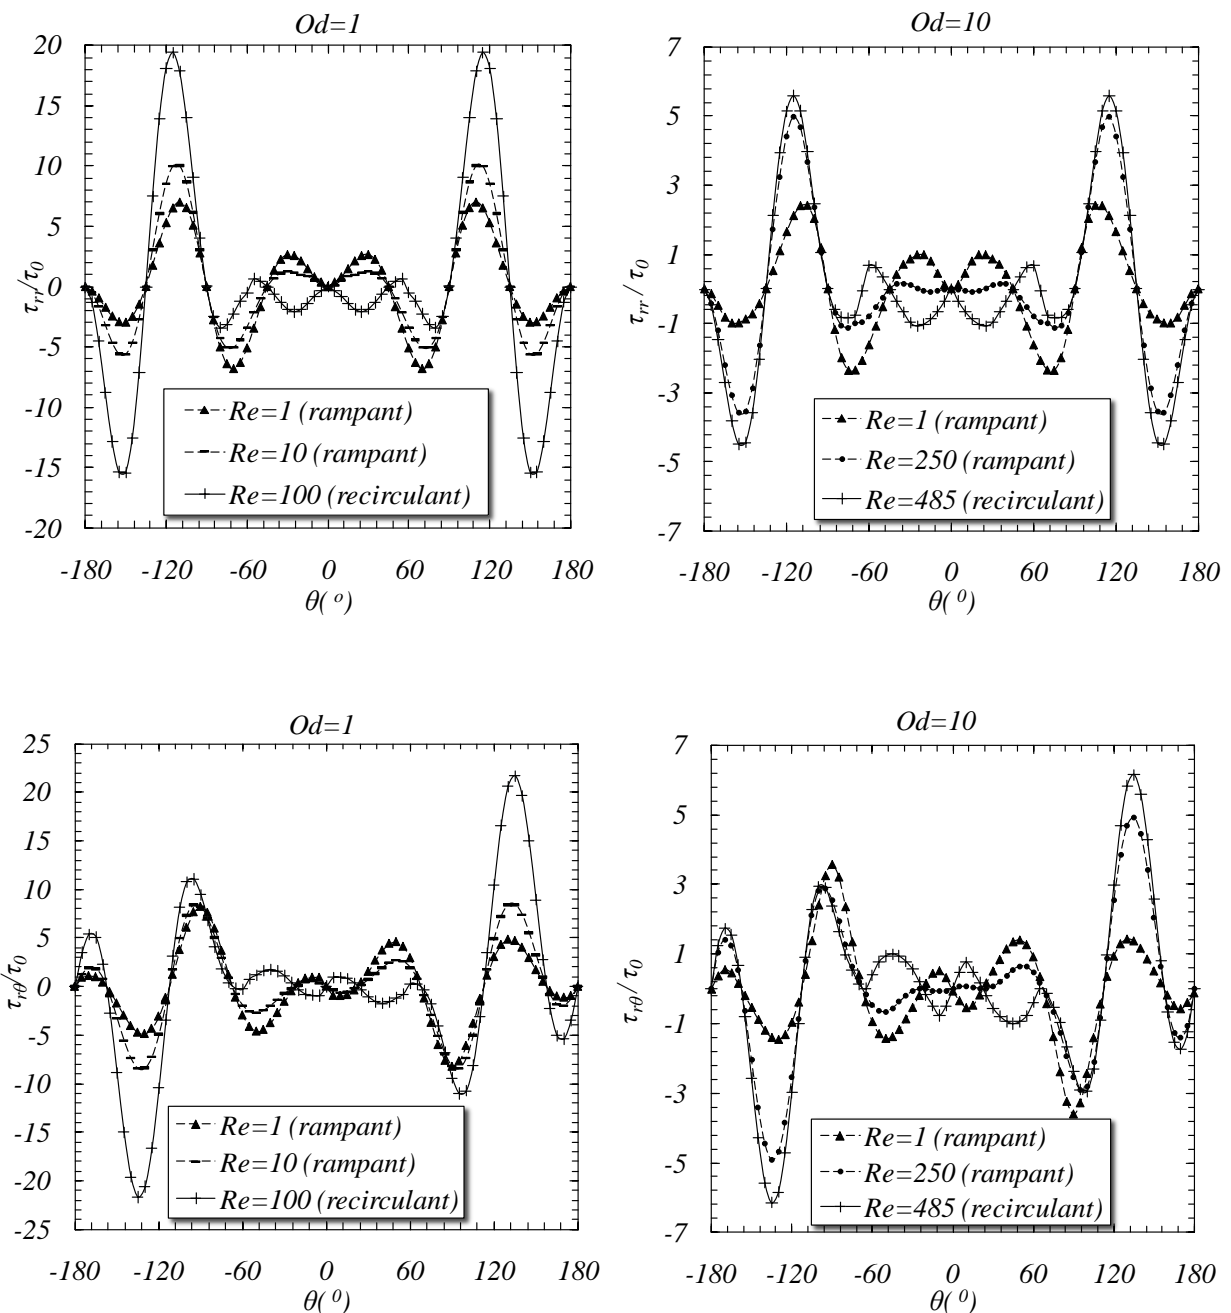 Od=1
20
15
10
5
0
-5
-10
-15
-20
τrr/τ0
Re=1 (rampant)
Re=10 (rampant)
Re=100 (recirculant)
-180 -120 -60 0 60 120 180
θ( o)
Od=10
7
5
3
1
-1
-3
-5
-7
τrr/τ0
Re=1 (rampant)
Re=250 (rampant)
Re=485 (recirculant)
-180 -120 -60 0 60 120 180
θ( 0)
Od=1
25
20
15
10
5
0
-5
-10
-15
-20
-25
τrθ/τ0
Re=1 (rampant)
Re=10 (rampant)
Re=100 (recirculant)
-180 -120 -60 0 60 120 180
θ( 0)
Od=10
7
5
3
1
-1
-3
-5
-7
τrθ/τ0
Re=1 (rampant)
Re=250 (rampant)
Re=485 (recirculant)
-180 -120 -60 0 60 120 180
θ( 0)